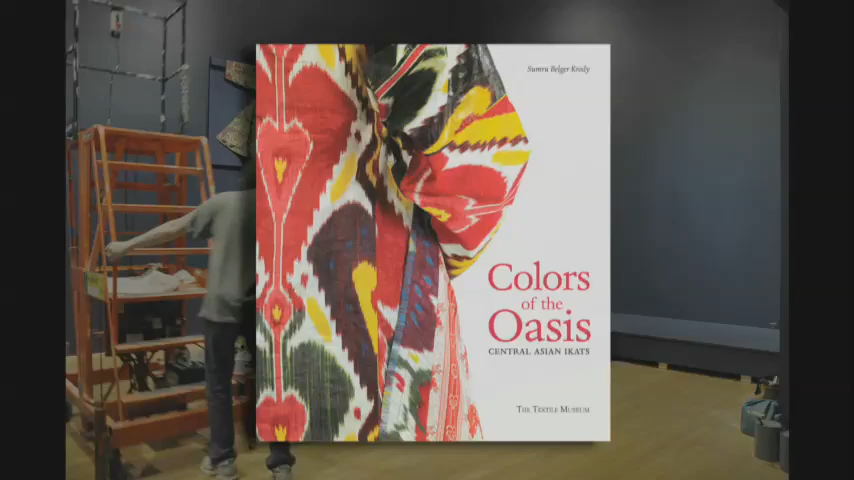 Sumru Belger Krody
Colors
of the
Oasis
CENTRAL ASIAN IKATS
THE TEXTILE MUSEUM